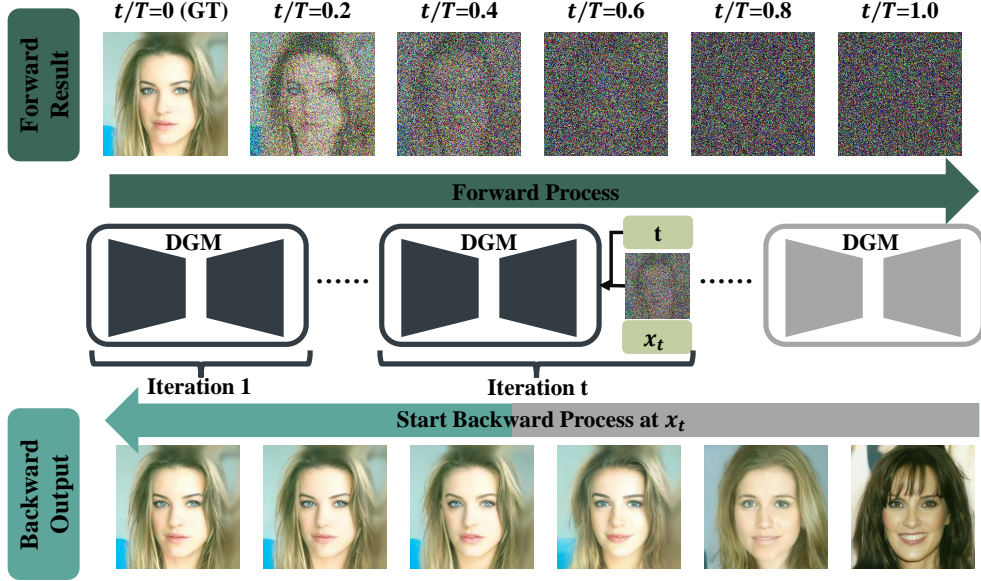 t/T=0 (GT)
t/T=0.2
t/T=0.4
t/T=0.6
t/T=0.8
t/T=1.0
Forward
Result
Forward Process
DGM
DGM
t
DGM
......
......
x_t
Iteration 1
Iteration t
Start Backward Process at x_t
Backward
Output